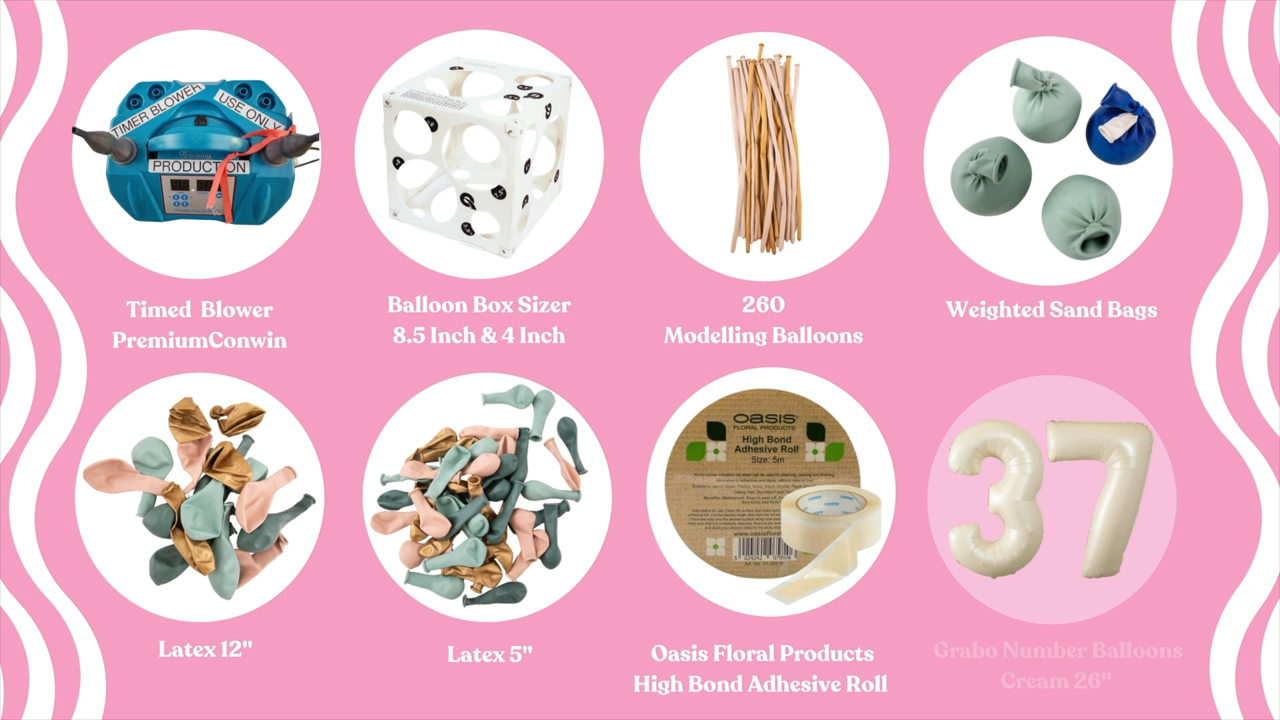 TIMER BLOWER
USE ONLY
PRODUCTION
Timed Blower
PremiumConwin
Balloon Box Sizer
8.5 Inch & 4 Inch
260
Modelling Balloons
Weighted Sand Bags
Latex 12"
Latex 5"
OASIS
FLORAL PRODUCTS
High Bond
Adhesive Roll
Size: 5m
Oasis Floral Products
High Bond Adhesive Roll
Grabo Number Balloons
Cream 26"
37